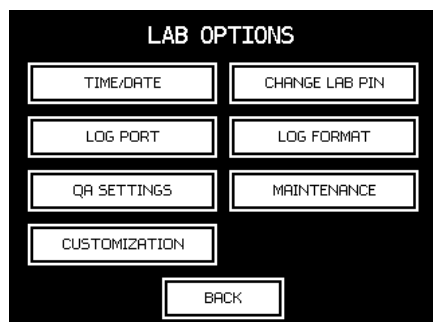 LAB OPTIONS
TIME/DATE
CHANGE LAB PIN
LOG PORT
LOG FORMAT
QA SETTINGS
MAINTENANCE
CUSTOMIZATION
BACK